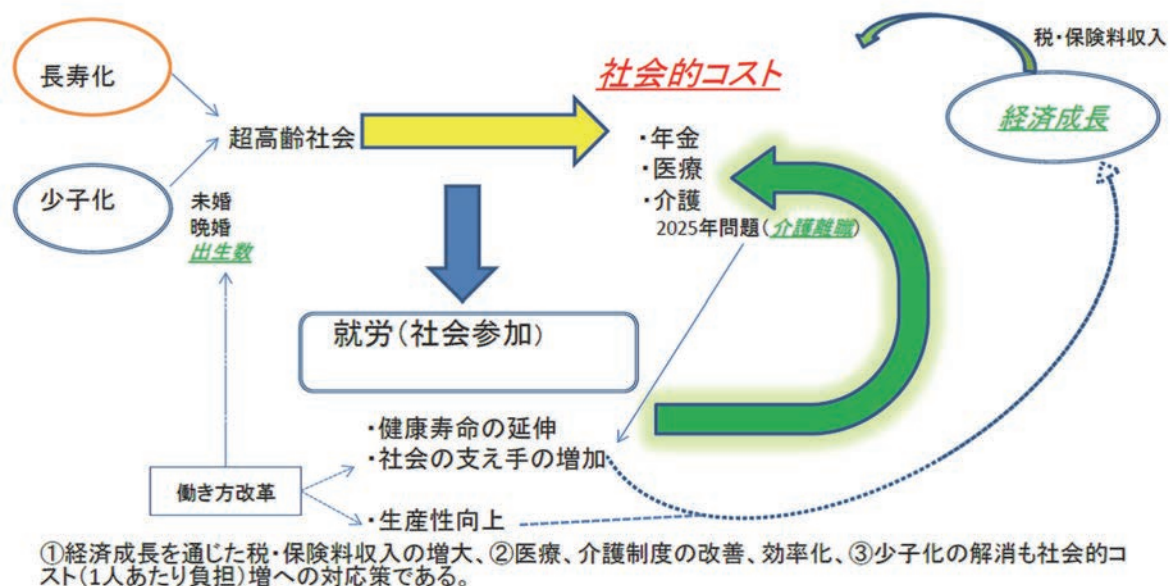 税・保険料収入
長寿化
社会的コスト
経済成長
超高齢社会
・年金
・医療
・介護
2025年問題(介護離職)
少子化
未婚
晩婚
出生数
就労(社会参加)
・健康寿命の延伸
・社会の支え手の増加
働き方改革
・生産性向上
①経済成長を通じた税・保険料収入の増大、②医療、介護制度の改善、効率化、③少子化の解消も社会的コ
スト(1人あたり負担)増への対応策である。